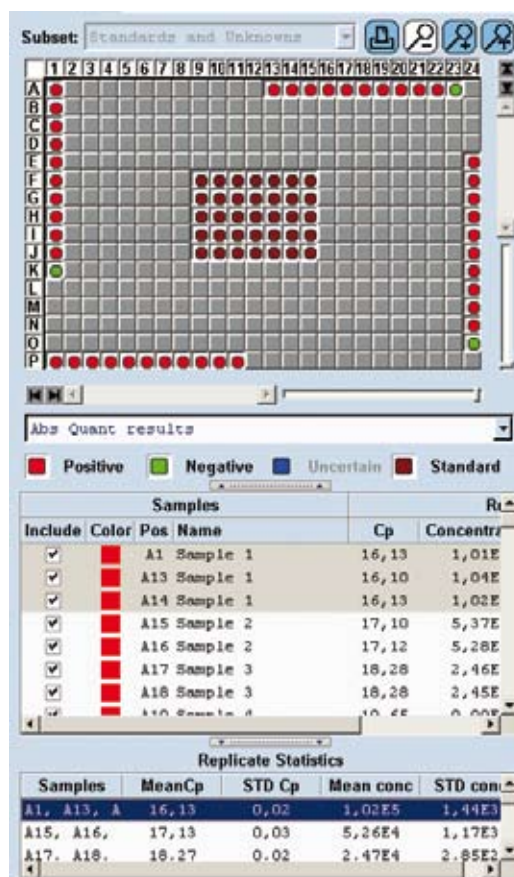 Subset: Standards and Unknowns
1 2 3 4 5 6 7 8 9 10 11 12 13 14 15 16 17 18 19 20 21 22 23 24
A
B
C
D
E
F
G
H
I
J
K
L
M
N
O
P
Abs Quant results
Positive Negative Uncertain Standard
Samples
Include Color Pos Name Cp Concentra
A1 Sample 1 16,13 1,01E
A13 Sample 1 16,10 1,04E
A14 Sample 1 16,13 1,02E
A15 Sample 2 17,10 5,37E
A16 Sample 2 17,12 5,28E
A17 Sample 3 18,28 2,46E
A18 Sample 3 18,28 2,45E
Replicate Statistics
Samples MeanCp STD Cp Mean conc STD con
A1, A13, A 16,13 0,02 1,02E5 1,44E3
A15, A16, 17,13 0,03 5,26E4 1,17E3
A17. A18. 18.27 0.02 2.47E4 2.85E2